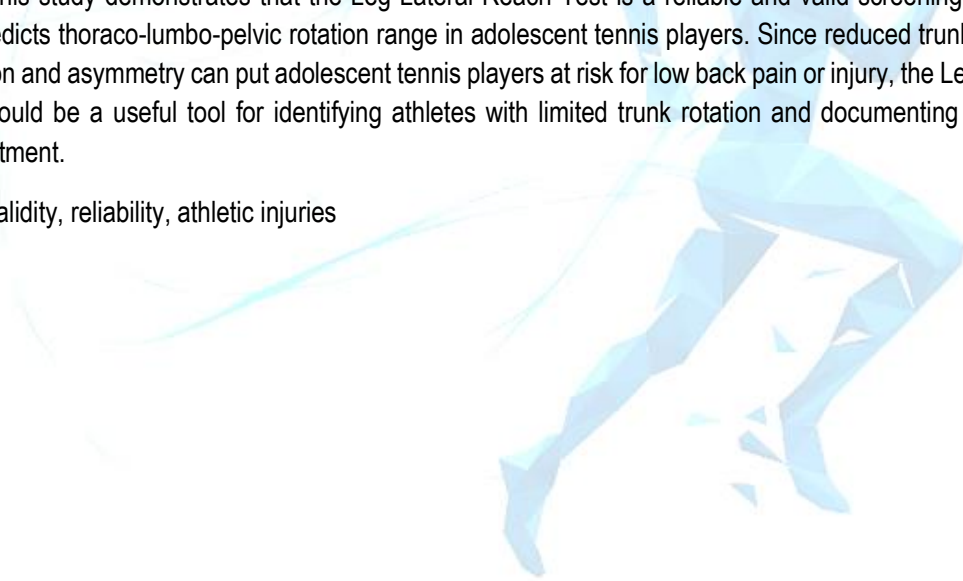 his study demonstrates that the Leg Lateral Reach Test is a reliable and valid screening
edicts thoraco-lumbo-pelvic rotation range in adolescent tennis players. Since reduced trunk
on and asymmetry can put adolescent tennis players at risk for low back pain or injury, the Le
ould be a useful tool for identifying athletes with limited trunk rotation and documenting
tment.
alidity, reliability, athletic injuries